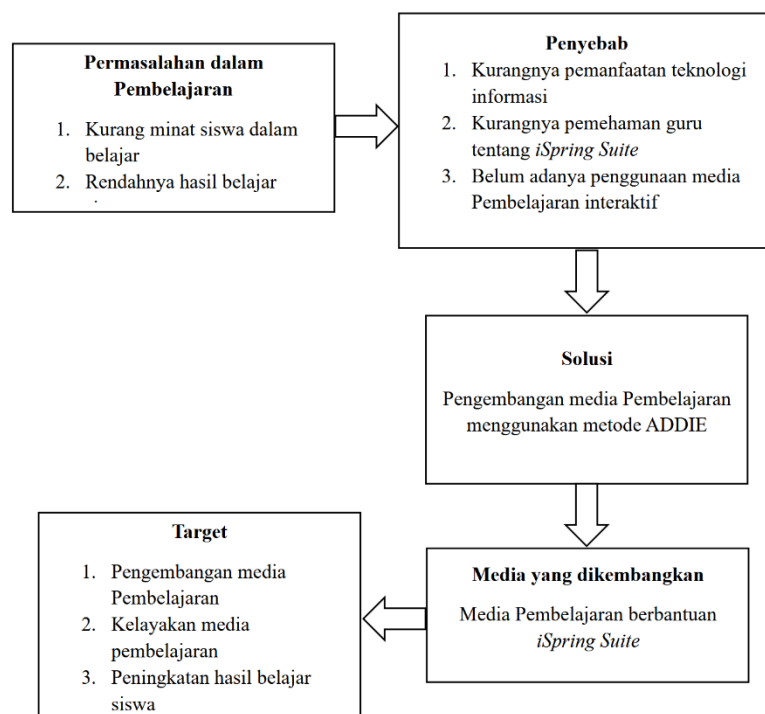 Permasalahan dalam
Pembelajaran
1. Kurang minat siswa dalam
belajar
2. Rendahnya hasil belajar
Penyebab
1. Kurangnya pemanfaatan teknologi
informasi
2. Kurangnya pemehaman guru
tentang iSpring Suite
3. Belum adanya penggunaan media
Pembelajaran interaktif
Solusi
Pengembangan media Pembelajaran
menggunakan metode ADDIE
Media yang dikembangkan
Media Pembelajaran berbantuan
iSpring Suite
Target
1. Pengembangan media
Pembelajaran
2. Kelayakan media
pembelajaran
3. Peningkatan hasil belajar
siswa